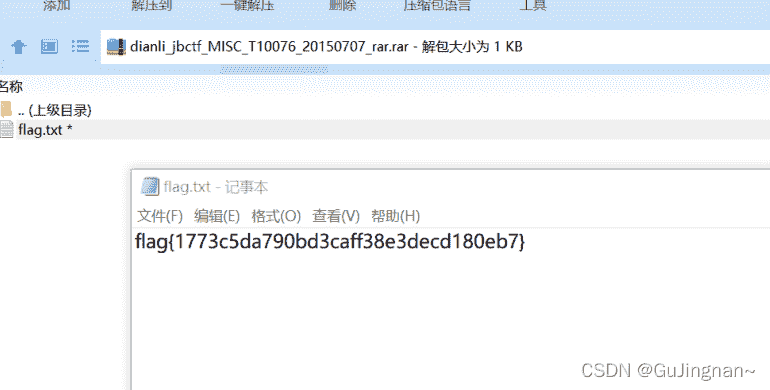 添加 解压到 一键解压 删除 压缩包语言 工具
dianli_jbctf_MISC_T10076_20150707_rar.rar - 解包大小为 1 KB
名称
.. (上级目录)
flag.txt *
flag.txt - 记事本
文件(F) 编辑(E) 格式(O) 查看(V) 帮助(H)
flag{1773c5da790bd3caff38e3decd180eb7}
CSDN @GuJingnan~